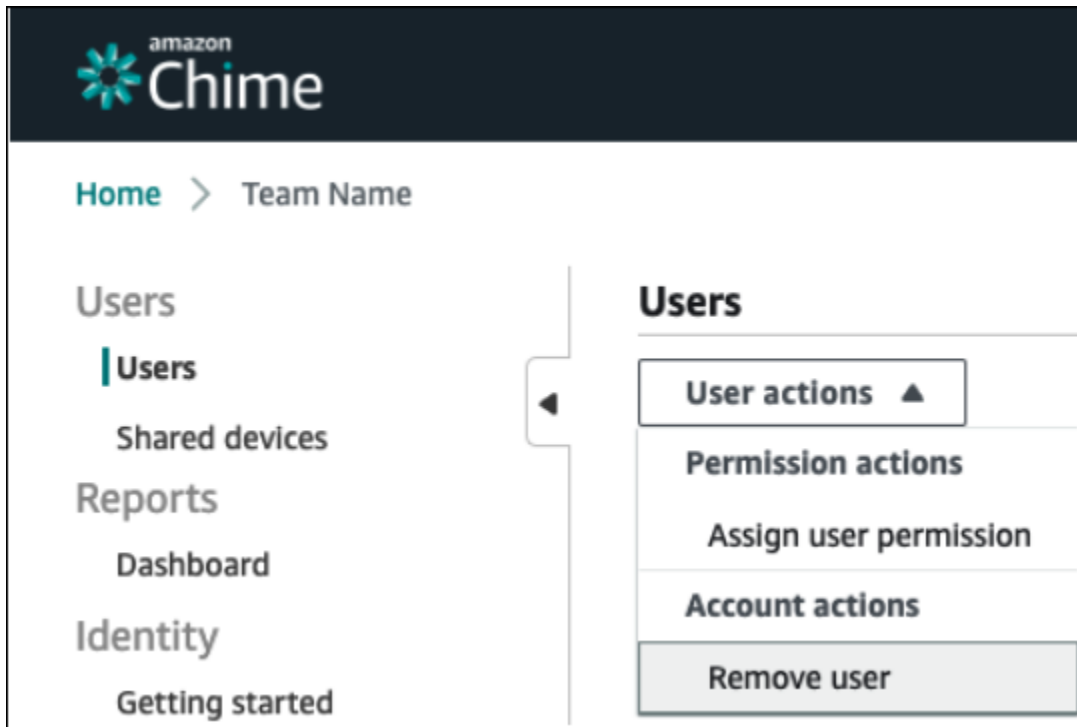 amazon
Chime
Home > Team Name
Users
Users
Shared devices
Reports
Dashboard
Identity
Getting started
Users
User actions
Permission actions
Assign user permission
Account actions
Remove user